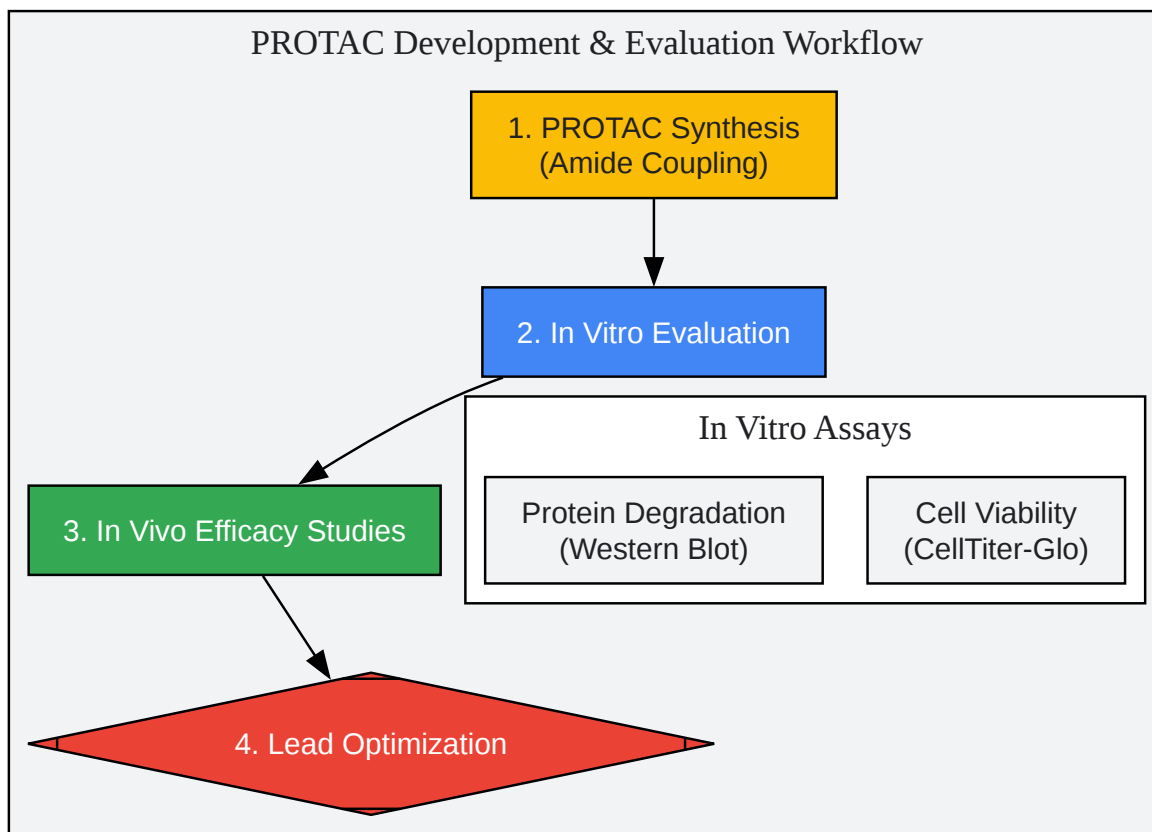 PROTAC Development & Evaluation Workflow
1. PROTAC Synthesis
(Amide Coupling)
2. In Vitro Evaluation
In Vitro Assays
Protein Degradation
(Western Blot)
Cell Viability
(CellTiter-Glo)
3. In Vivo Efficacy Studies
4. Lead Optimization